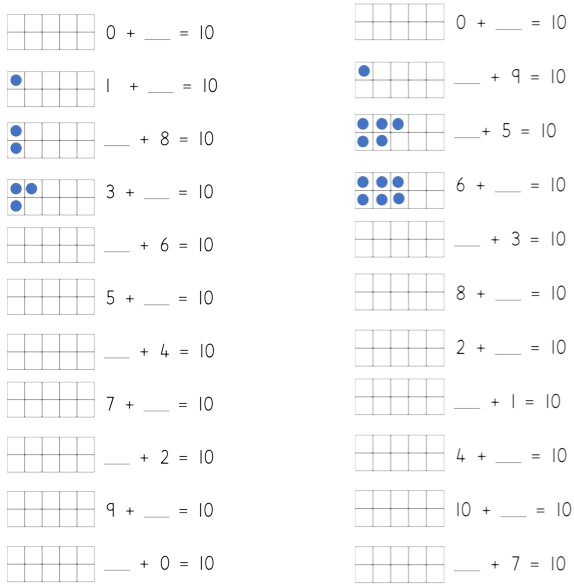 0 + ___ = 10
1 + ___ = 10
___ + 8 = 10
3 + ___ = 10
___ + 6 = 10
5 + ___ = 10
___ + 4 = 10
7 + ___ = 10
___ + 2 = 10
9 + ___ = 10
___ + 0 = 10
0 + ___ = 10
___ + 9 = 10
___+ 5 = 10
6 + ___ = 10
___ + 3 = 10
8 + ___ = 10
2 + ___ = 10
___ + 1 = 10
4 + ___ = 10
10 + ___ = 10
___ + 7 = 10